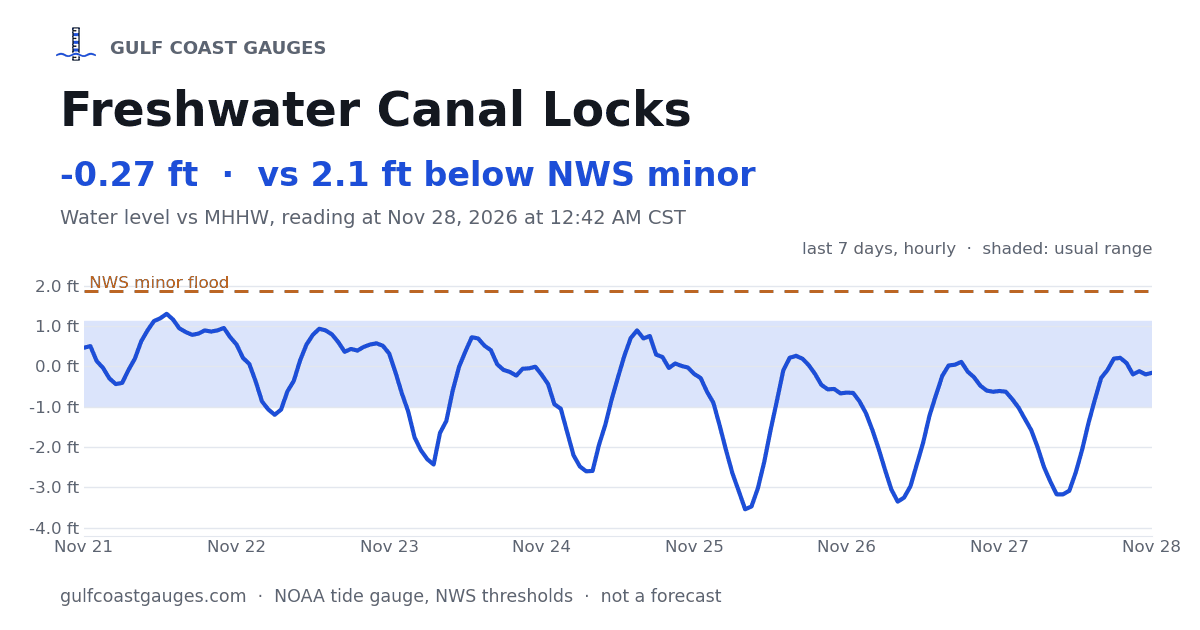 GULF COAST GAUGES
Freshwater Canal Locks
-0.27 ft · vs 2.1 ft below NWS minor
Water level vs MHHW, reading at Nov 28, 2026 at 12:42 AM CST
last 7 days, hourly · shaded: usual range
NWS minor flood
2.0 ft
1.0 ft
0.0 ft
-1.0 ft
-2.0 ft
-3.0 ft
-4.0 ft
Nov 21 Nov 22 Nov 23 Nov 24 Nov 25 Nov 26 Nov 27 Nov 28
gulfcoastgauges.com · NOAA tide gauge, NWS thresholds · not a forecast